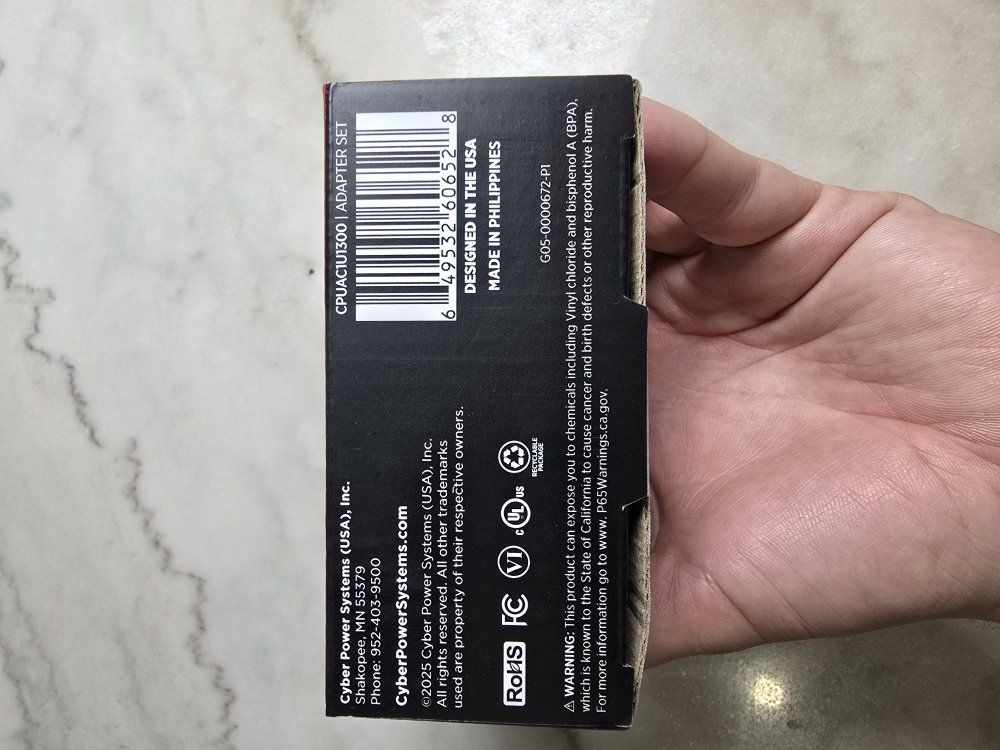 Cyber Power Systems (USA), Inc.
Shakopee, MN 55379
Phone: 952-403-9500
CyberPowerSystems.com
©2025 Cyber Power Systems (USA), Inc.
All rights reserved. All other trademarks
used are property of their respective owners.
CPUAC1U1300 | ADAPTER SET
6 49532 60652 8
DESIGNED IN THE USA
MADE IN PHILIPPINES
G05-0000672-P1
RoHS FC VI c UL us
RECYCLABLE
PACKAGE
⚠ WARNING: This product can expose you to chemicals including Vinyl chloride and bisphenol A (BPA),
which is known to the State of California to cause cancer and birth defects or other reproductive harm.
For more information go to www. P65Warnings.ca.gov.